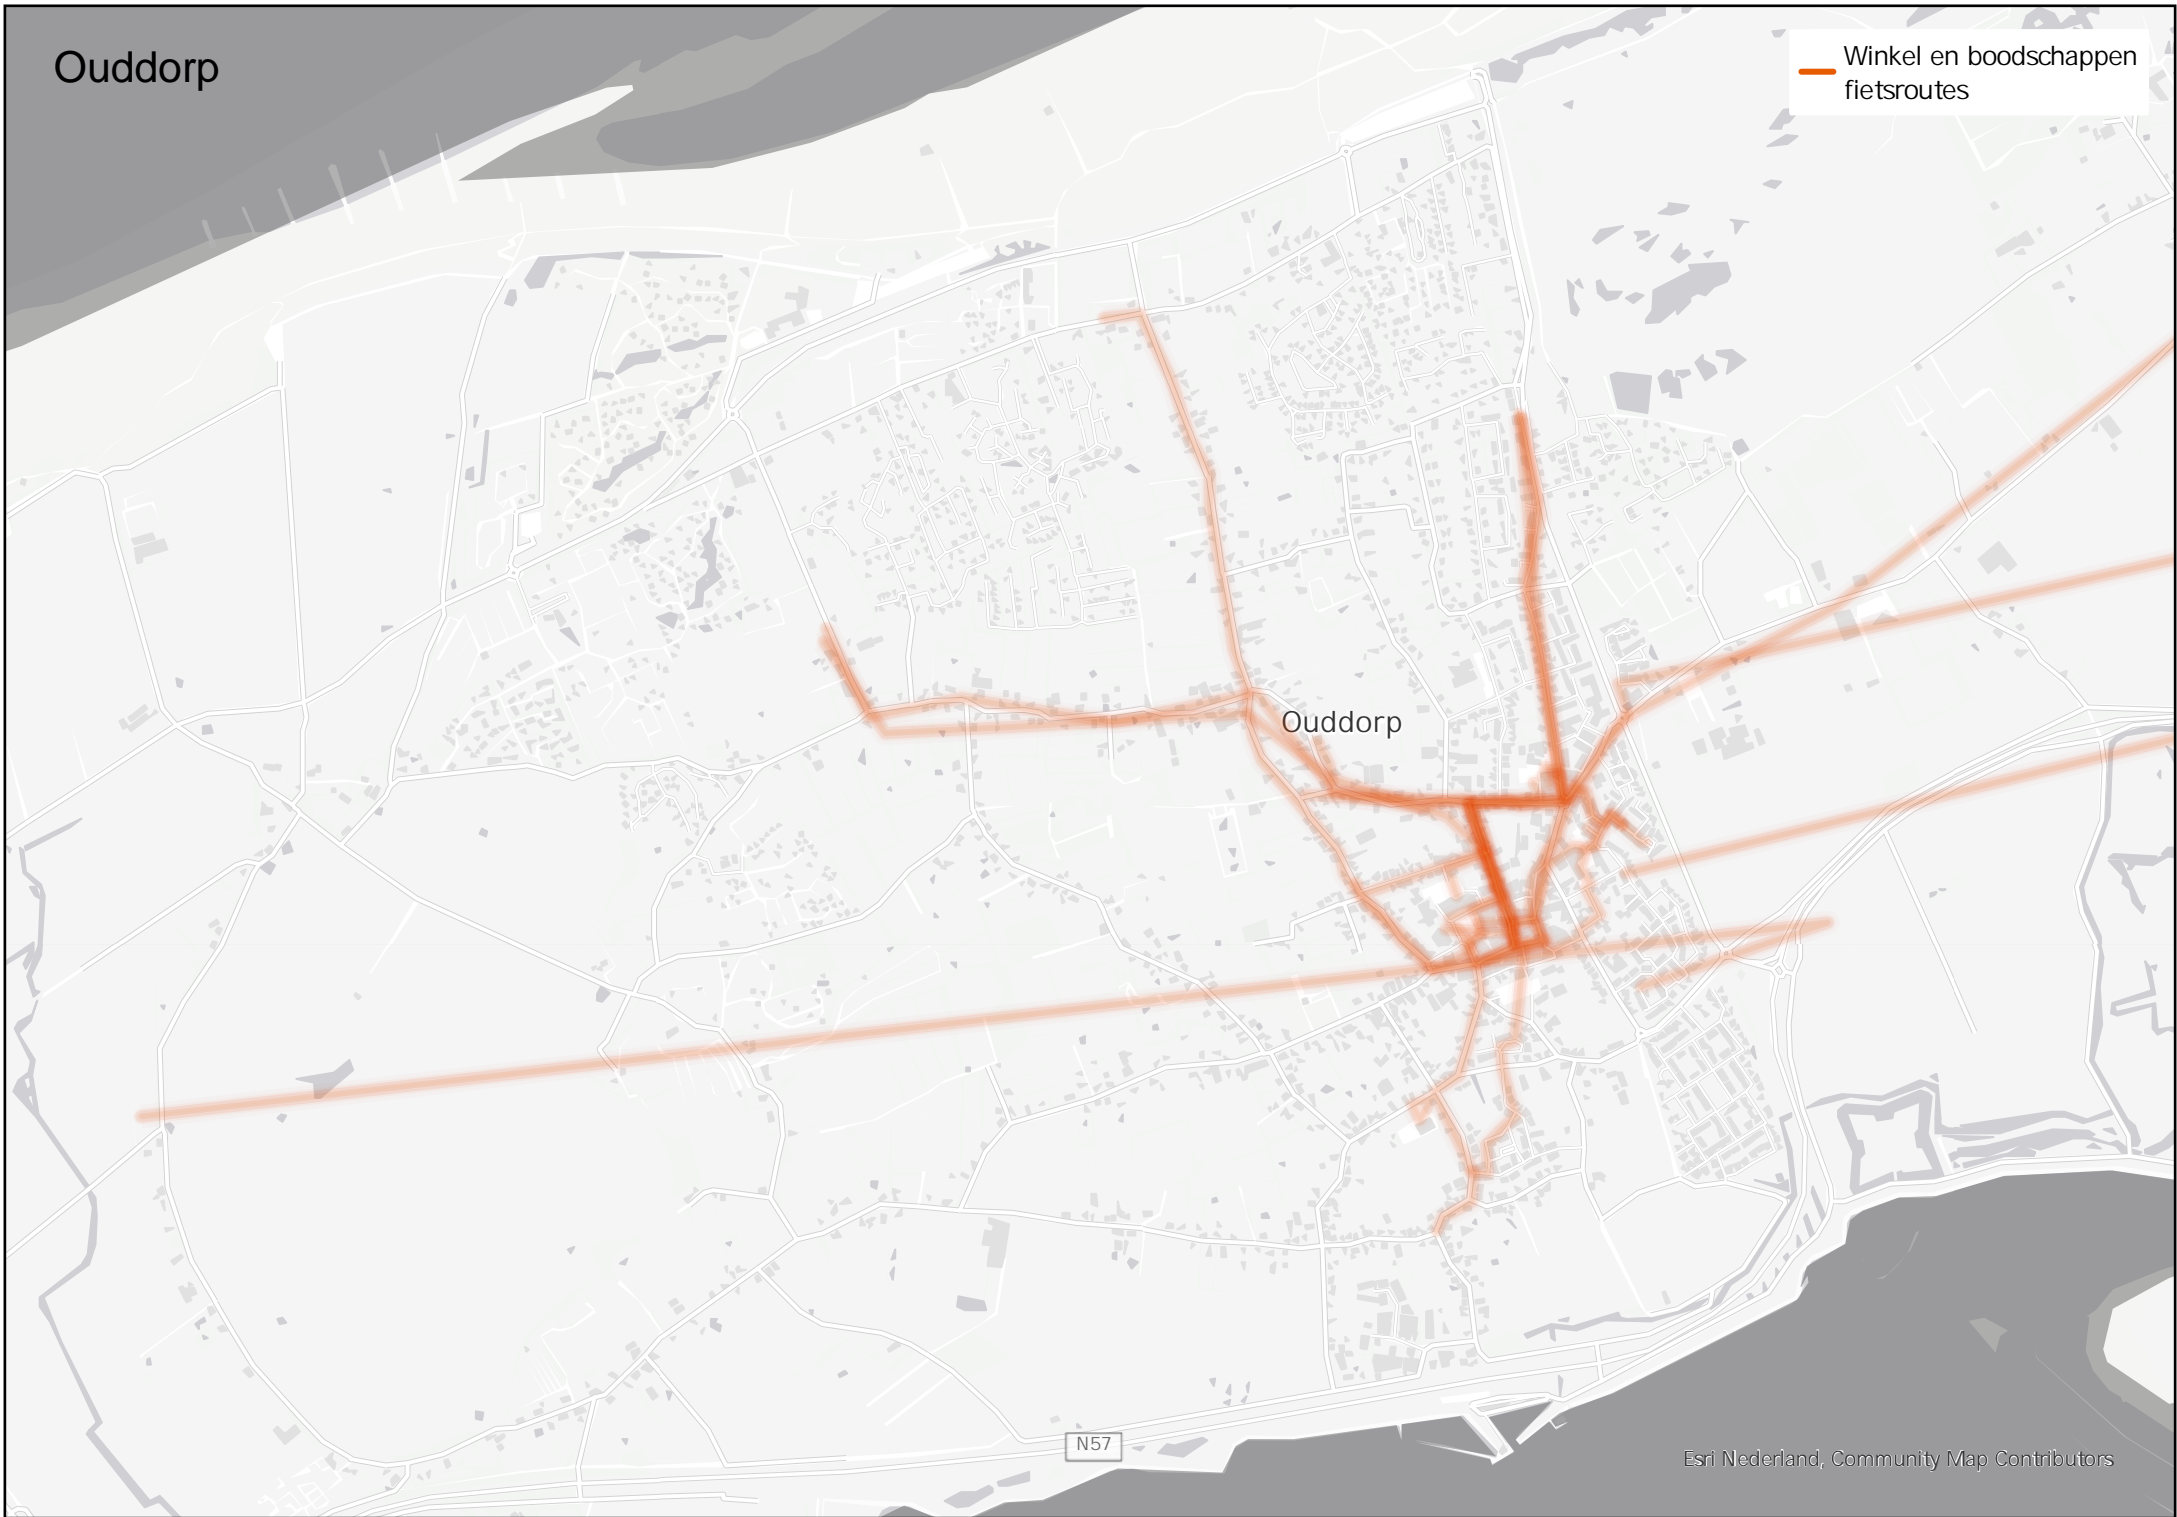 Ouddorp
Winkel en boodschappen
fietsroutes
Ouddorp
N57
Esri Nederland, Community Map Contributors